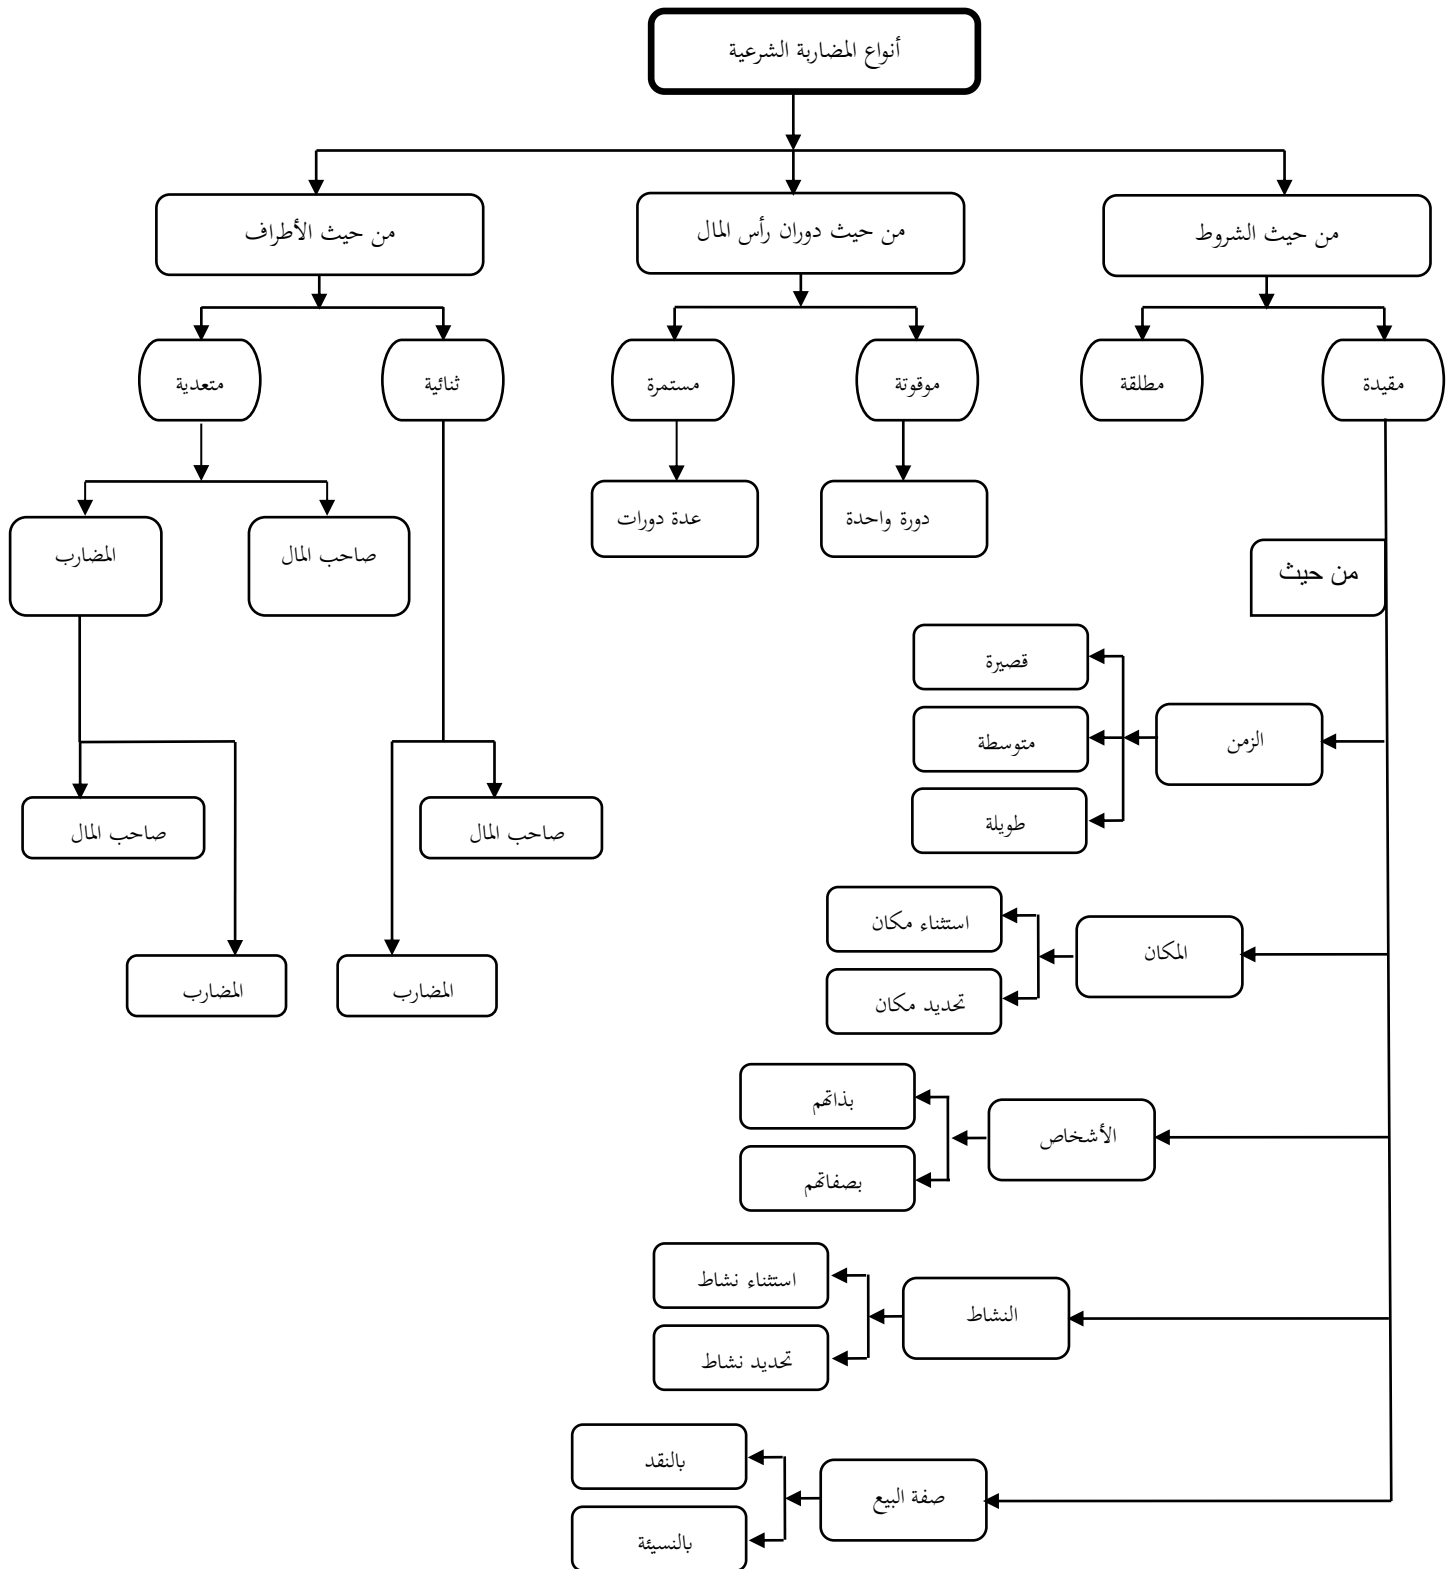 أنواع المضاربة الشرعية
من حيث الشروط
من حيث دوران رأس المال
من حيث الأطراف
مقيدة
مطلقة
موقوتة
مستمرة
ثنائية
متعدية
دورة واحدة
عدة دورات
صاحب المال
المضارب
من حيث
قصيرة
الزمن
متوسطة
طويلة
صاحب المال
صاحب المال
استثناء مكان
المكان
تحديد مكان
المضارب
المضارب
بذاتهم
الأشخاص
بصفاتهم
استثناء نشاط
النشاط
تحديد نشاط
بالنقد
صفة البيع
بالنسيئة